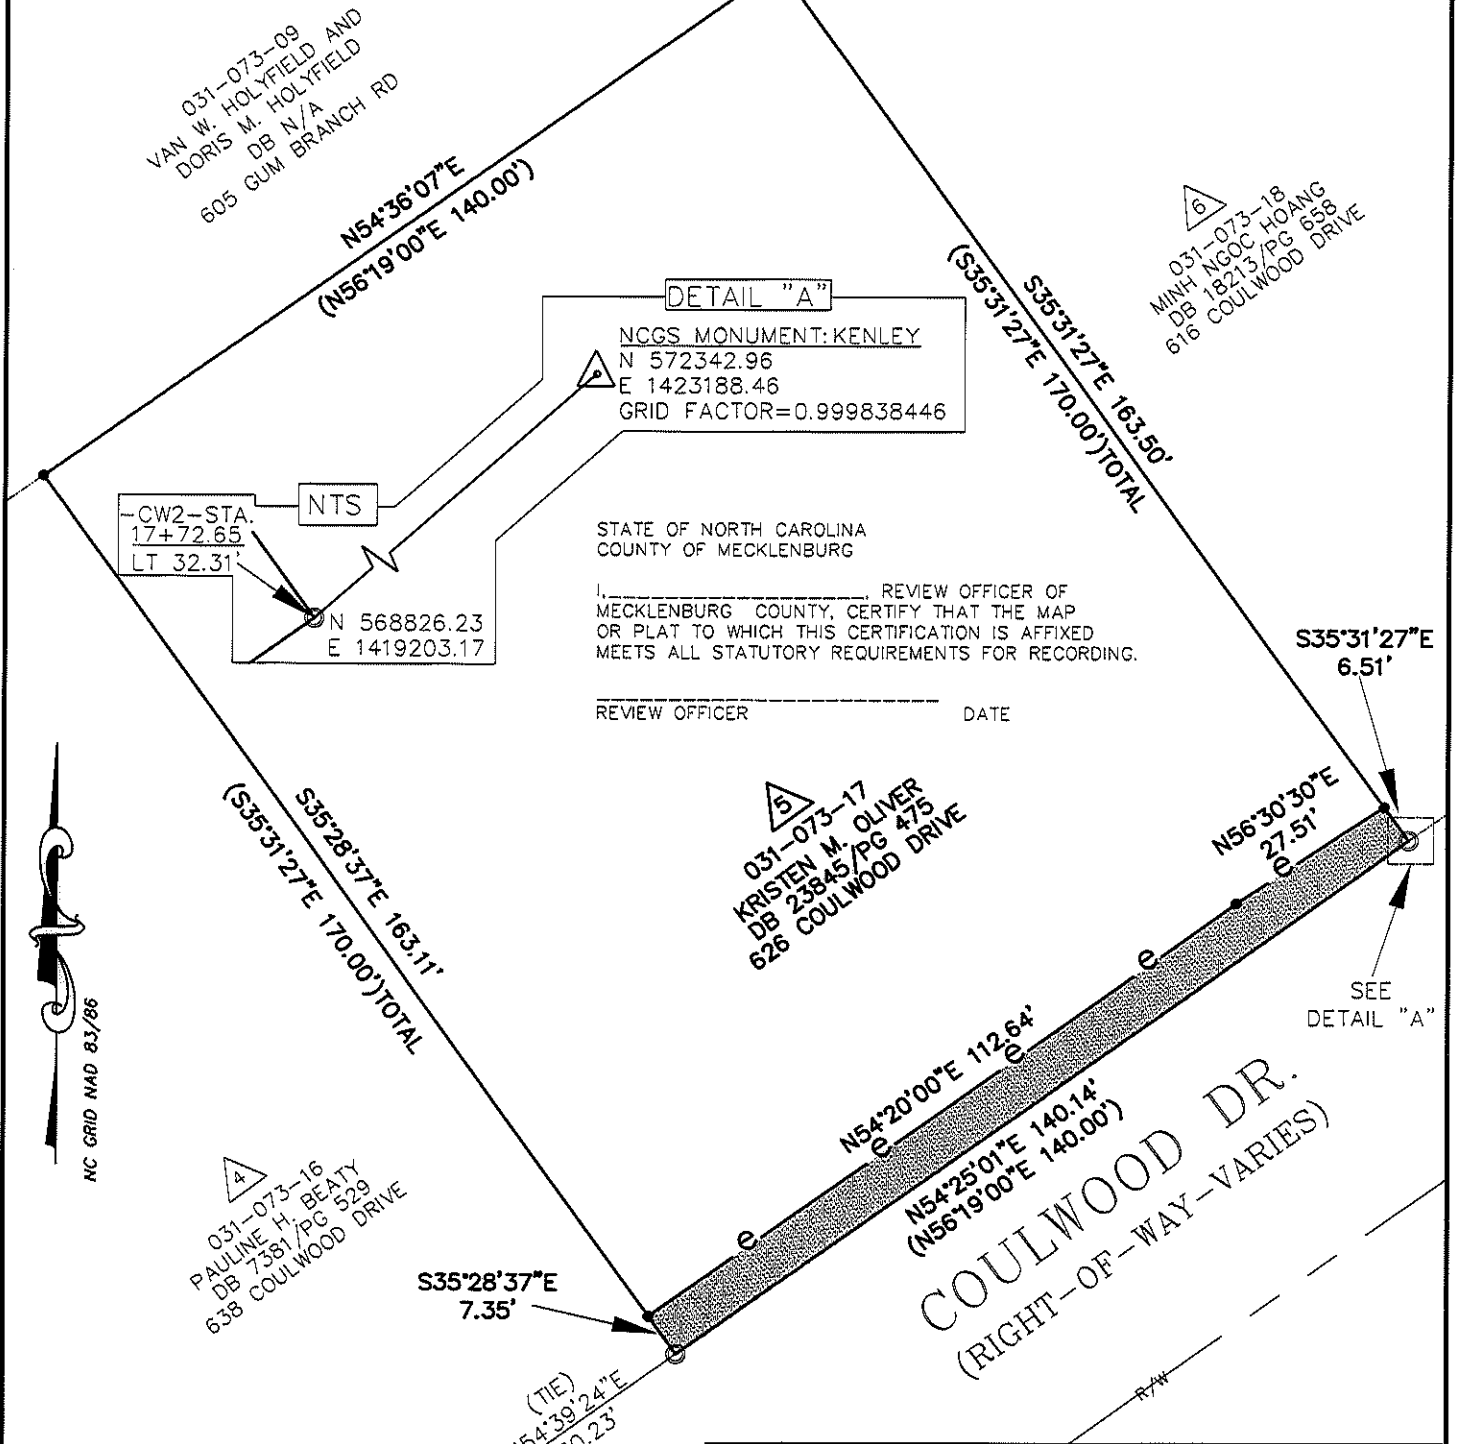 031-073-09
VAN W. HOLYFIELD AND
DORIS M. HOLYFIELD
DB N/A
605 GUM BRANCH RD
N54°36'07"E
(N56°19'00"E 140.00')
6
031-073-18
MINH NGOC HOANG
DB 18213/PG 658
616 COULWOOD DRIVE
S35°31'27"E 163.50'
(S35°31'27"E 170.00')TOTAL
DETAIL "A"
NCGS MONUMENT: KENLEY
N 572342.96
E 1423188.46
GRID FACTOR=0.999838446
NTS
-CW2-STA.
17+72.65
LT 32.31'
N 568826.23
E 1419203.17
STATE OF NORTH CAROLINA
COUNTY OF MECKLENBURG
I,____________________, REVIEW OFFICER OF
MECKLENBURG COUNTY, CERTIFY THAT THE MAP
OR PLAT TO WHICH THIS CERTIFICATION IS AFFIXED
MEETS ALL STATUTORY REQUIREMENTS FOR RECORDING.
REVIEW OFFICER DATE
S35°31'27"E
6.51'
5
031-073-17
KRISTEN M. OLIVER
DB 23845/PG 475
626 COULWOOD DRIVE
N56°30'30"E
27.51'
e
e
e
e
e
SEE
DETAIL "A"
S35°28'37"E 163.11'
(S35°31'27"E 170.00')TOTAL
NC GRID NAD 83/86
N54°20'00"E 112.64'
N54°25'01"E 140.14'
(N56°19'00"E 140.00')
COULWOOD DR.
(RIGHT-OF-WAY-VARIES)
4
031-073-16
PAULINE H. BEATY
DB 7381/PG 529
638 COULWOOD DRIVE
S35°28'37"E
7.35'
(TIE)
54°39'24"E
0.23'
R/W